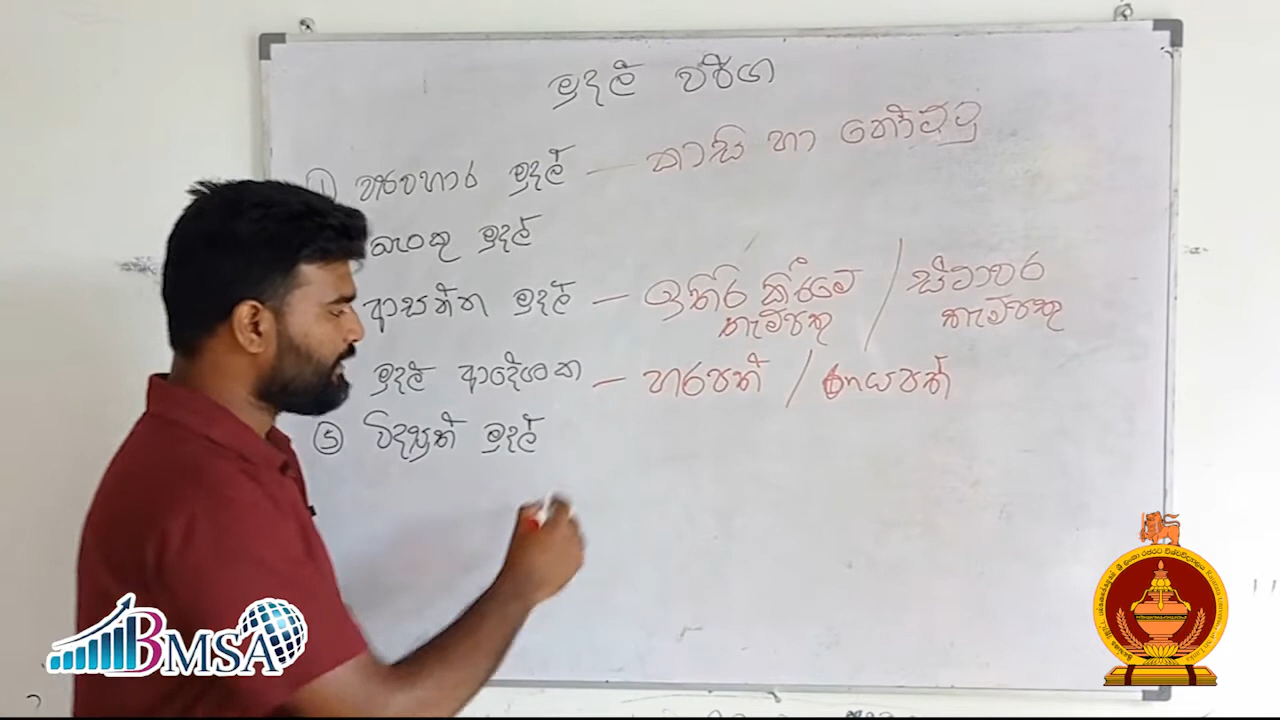 මුදල් වර්ග
① ව්‍යවහාර මුදල් — කාසි හා නෝට්ටු
බැංකු මුදල්
ආසන්න මුදල් — ඉතිරි කිරීමේ තැම්පතු / ස්ථාවර තැම්පතු
මුදල් ආදේශක — හරපත් / ණයපත්
⑤ විද්‍යුත් මුදල්
BMSA